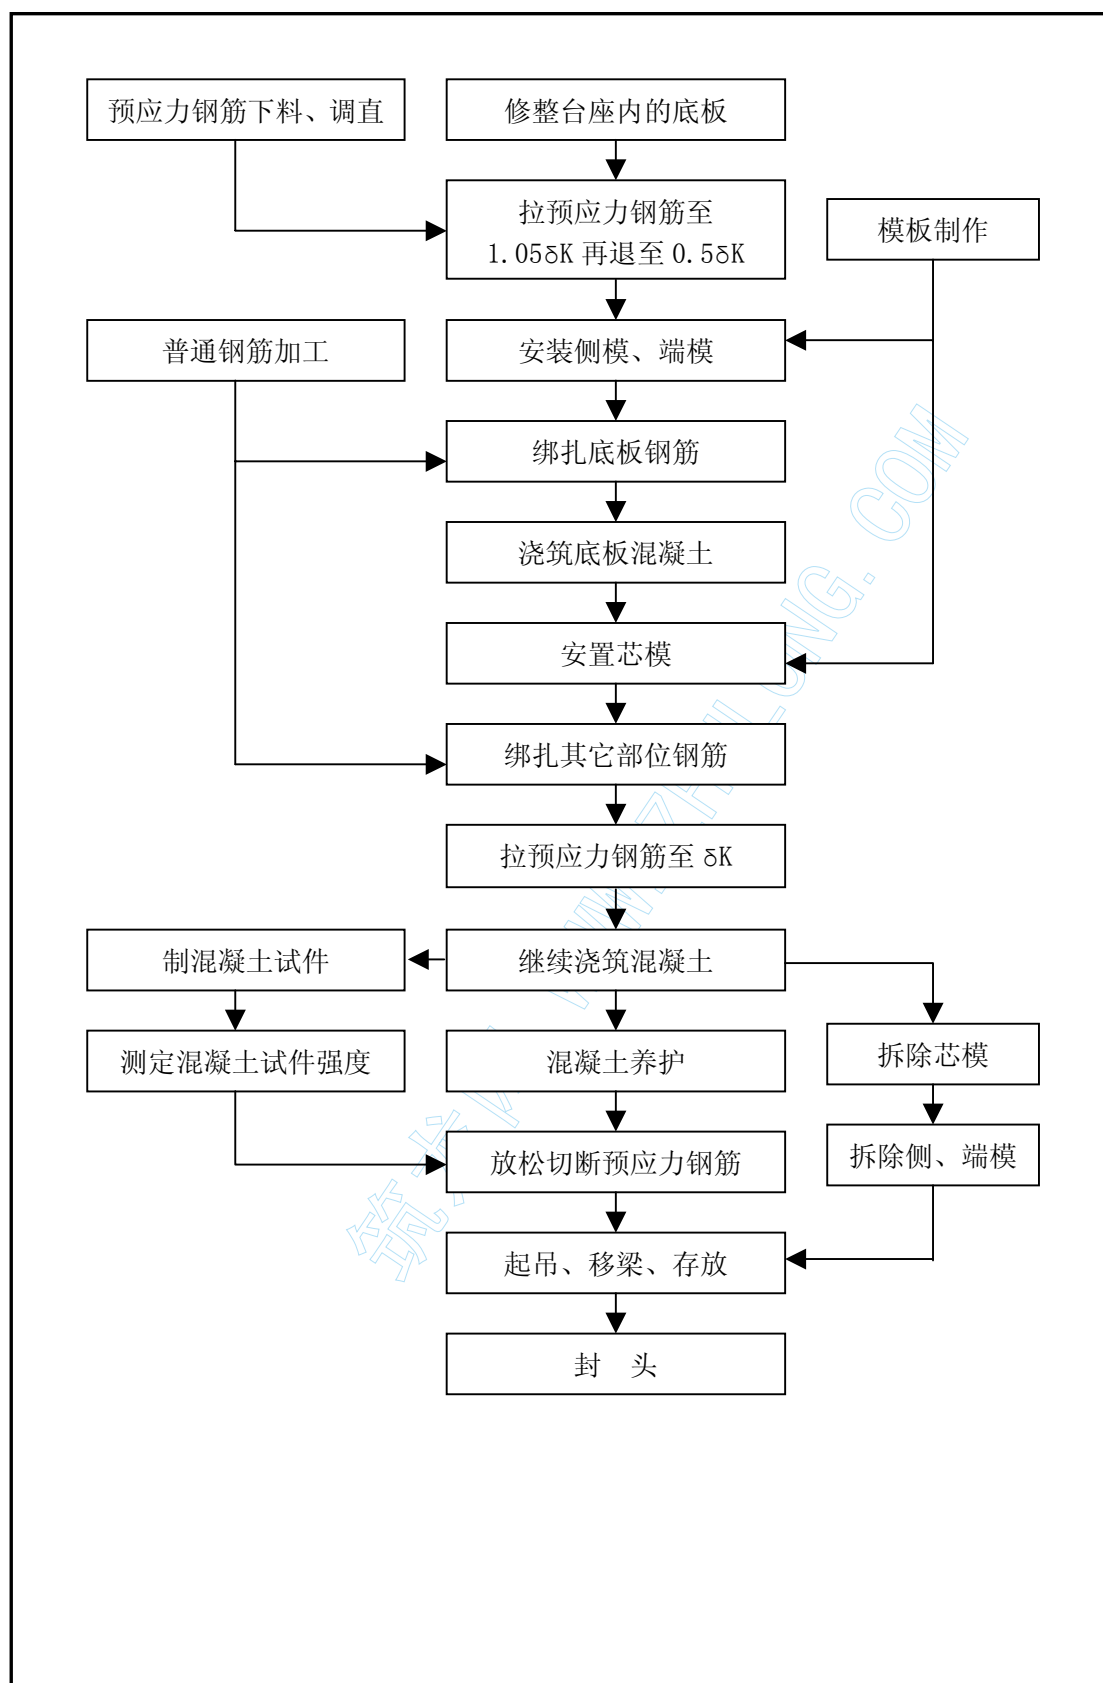 预应力钢筋下料、调直
修整台座内的底板
拉预应力钢筋至
1.05δK 再退至 0.5δK
模板制作
普通钢筋加工
安装侧模、端模
绑扎底板钢筋
浇筑底板混凝土
安置芯模
绑扎其它部位钢筋
拉预应力钢筋至 δK
制混凝土试件
继续浇筑混凝土
测定混凝土试件强度
混凝土养护
拆除芯模
放松切断预应力钢筋
拆除侧、端模
起吊、移梁、存放
封 头